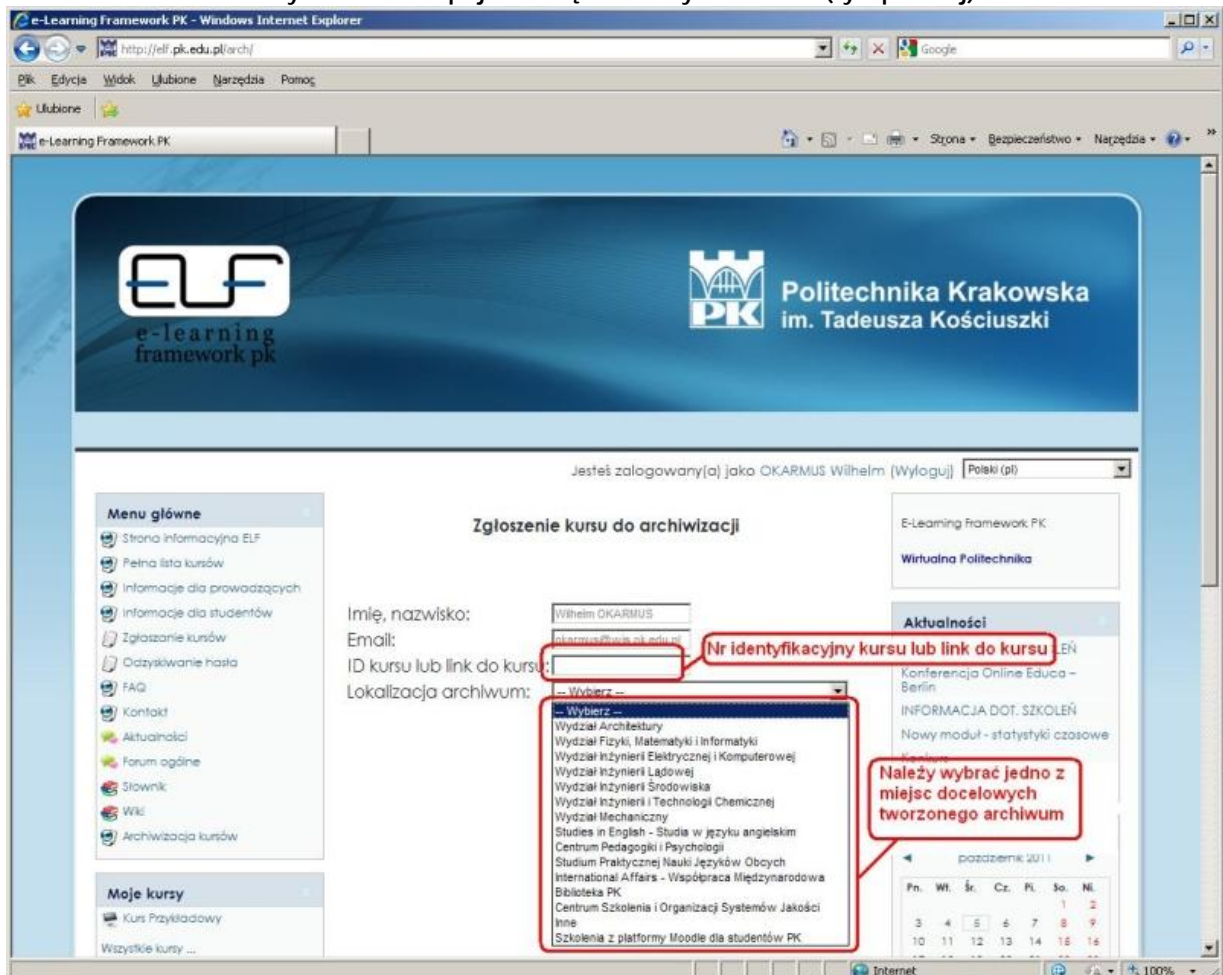 e-Learning Framework PK - Windows Internet Explorer
http://elf.pk.edu.pl/arch/
Google
Plik Edycja Widok Ulubione Narzędzia Pomoc
Ulubione
e-Learning Framework PK
Strona Bezpieczeństwo Narzędzia
ELF
e-learning
framework pk
PK
Politechnika Krakowska
im. Tadeusza Kościuszki
Jesteś zalogowany(a) jako OKARMUS Wilhelm (Wyloguj) Polski (pl)
Menu główne
Strona informacyjna ELF
Pełna lista kursów
Informacje dla prowadzących
Informacje dla studentów
Zgłaszanie kursów
Odzyskiwanie hasła
FAQ
Kontakt
Aktualności
Forum ogólne
Słownik
Wiki
Archiwizacja kursów
Moje kursy
Kurs Przykładowy
Wszystkie kursy ...
Zgłoszenie kursu do archiwizacji
Imię, nazwisko: Wilhelm OKARMUS
Email: okarmus@wis.pk.edu.pl
ID kursu lub link do kursu:
Nr identyfikacyjny kursu lub link do kursu
Lokalizacja archiwum: -- Wybierz --
-- Wybierz --
Wydział Architektury
Wydział Fizyki, Matematyki i Informatyki
Wydział Inżynierii Elektrycznej i Komputerowej
Wydział Inżynierii Lądowej
Wydział Inżynierii Środowiska
Wydział Inżynierii i Technologii Chemicznej
Wydział Mechaniczny
Studies in English - Studia w języku angielskim
Centrum Pedagogiki i Psychologii
Studium Praktycznej Nauki Języków Obcych
International Affairs - Współpraca Międzynarodowa
Biblioteka PK
Centrum Szkolenia i Organizacji Systemów Jakości
Inne
Szkolenia z platformy Moodle dla studentów PK
Należy wybrać jedno z
miejsc docelowych
tworzonego archiwum
E-Learning Framework PK
Wirtualna Politechnika
Aktualności
Konferencja Online Educa –
Berlin
INFORMACJA DOT. SZKOLEŃ
Nowy moduł - statystyki czasowe
październik 2011
Pn. Wt. Śr. Cz. Pi. So. Ni.
1 2
3 4 5 6 7 8 9
10 11 12 13 14 15 16
Internet 100%